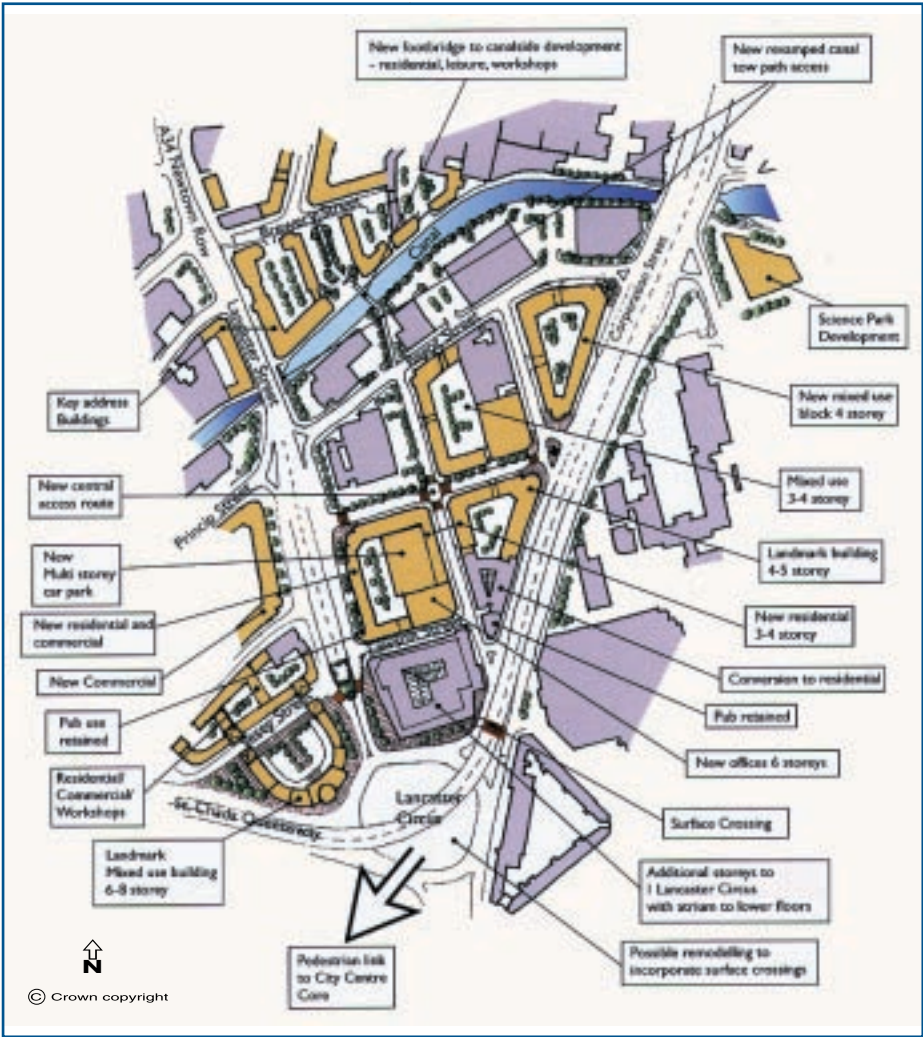 New footbridge to canalside development
– residential, leisure, workshops
New revamped canal
tow path access
A34 Newtown Row
Canal
Corporation Street
Science Park
Development
Key address
Buildings
New mixed use
block 4 storey
New central
access route
Mixed use
3-4 storey
Princip Street
New
Multi storey
car park
Landmark building
4-5 storey
New residential and
commercial
New residential
3-4 storey
New Commercial
Conversion to residential
Pub use
retained
Pub retained
New offices 6 storeys
Residential/
Commercial/
Workshops
St. Chads Queensway
Lancaster
Circus
Surface Crossing
Landmark
Mixed use building
6-8 storey
Additional storeys to
1 Lancaster Circus
with atrium to lower floors
Possible remodelling to
incorporate surface crossings
Pedestrian link
to City Centre
Core
N
© Crown copyright